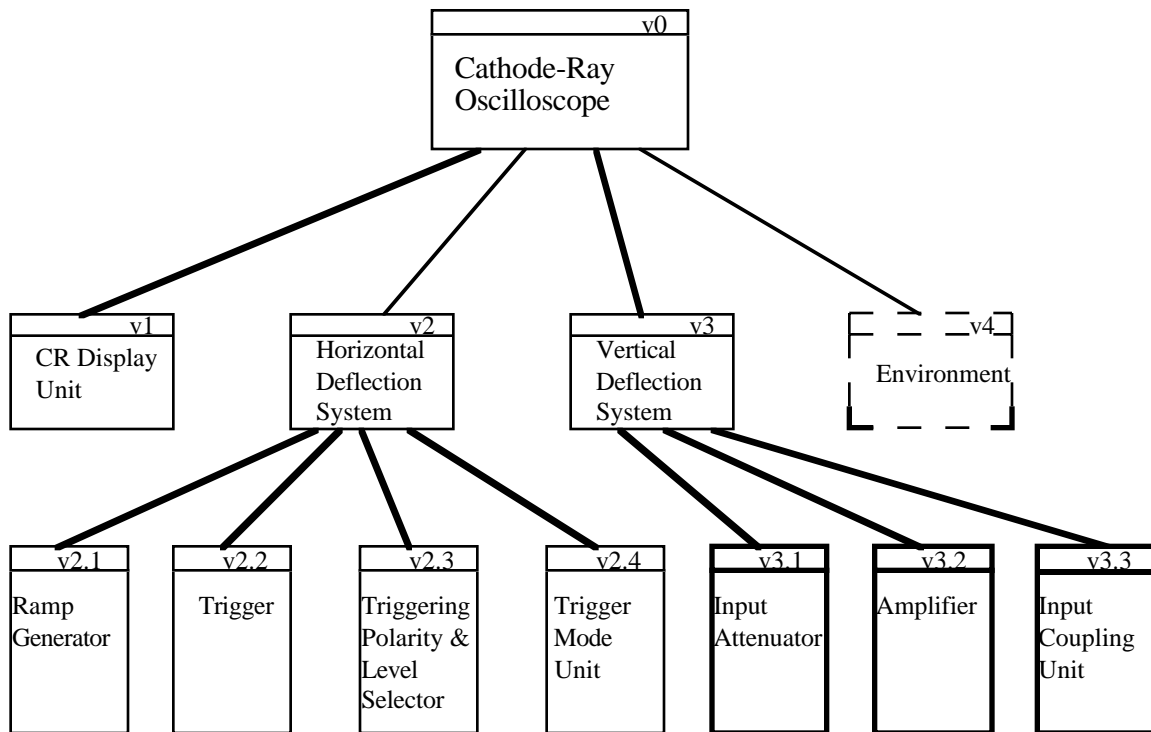 v0
Cathode-Ray
Oscilloscope
v1
CR Display
Unit
v2
Horizontal
Deflection
System
v3
Vertical
Deflection
System
v4
Environment
v2.1
Ramp
Generator
v2.2
Trigger
v2.3
Triggering
Polarity &
Level
Selector
v2.4
Trigger
Mode
Unit
v3.1
Input
Attenuator
v3.2
Amplifier
v3.3
Input
Coupling
Unit